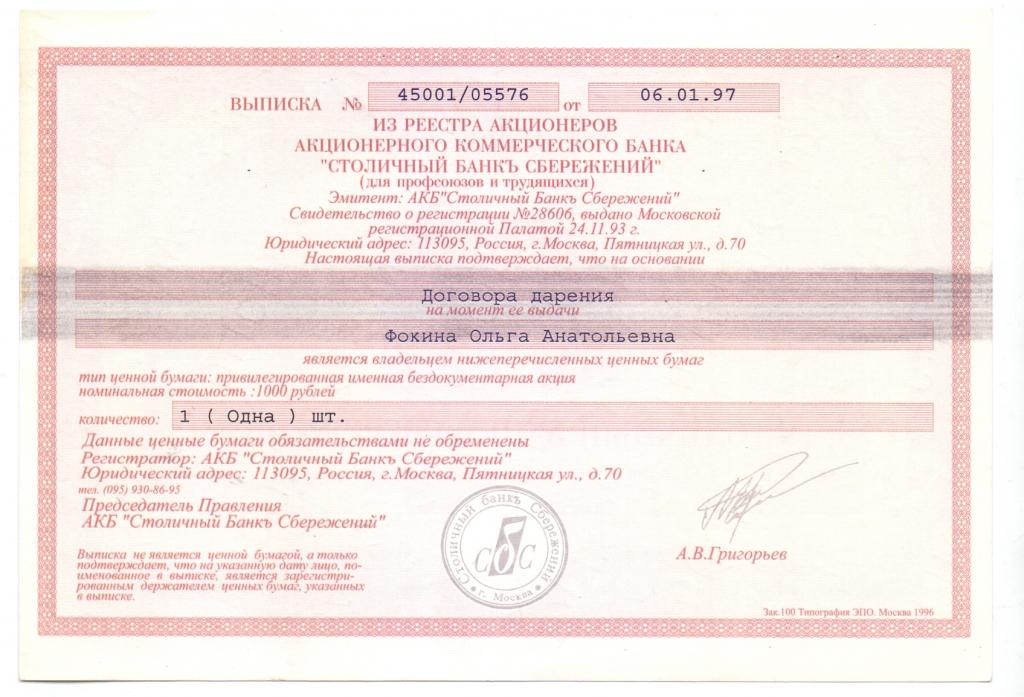 ВЫПИСКА № 45001/05576 от 06.01.97
ИЗ РЕЕСТРА АКЦИОНЕРОВ
АКЦИОНЕРНОГО КОММЕРЧЕСКОГО БАНКА
"СТОЛИЧНЫЙ БАНКЪ СБЕРЕЖЕНИЙ"
(для профсоюзов и трудящихся)
Эмитент: АКБ"Столичный Банкъ Сбережений"
Свидетельство о регистрации №28606, выдано Московской
регистрационной Палатой 24.11.93 г.
Юридический адрес: 113095, Россия, г.Москва, Пятницкая ул., д.70
Настоящая выписка подтверждает, что на основании
Договора дарения
на момент ее выдачи
Фокина Ольга Анатольевна
является владельцем нижеперечисленных ценных бумаг
тип ценной бумаги: привилегированная именная бездокументарная акция
номинальная стоимость :1000 рублей
количество: 1 ( Одна ) шт.
Данные ценные бумаги обязательствами не обременены
Регистратор: АКБ "Столичный Банкъ Сбережений"
Юридический адрес: 113095, Россия, г.Москва, Пятницкая ул., д.70
тел. (095) 930-86-95
Председатель Правления
АКБ "Столичный Банкъ Сбережений"
Столичный банкъ Сбережений
сбс
г. Москва
А.В.Григорьев
Выписка не является ценной бумагой, а только
подтверждает, что на указанную дату лицо, по-
именованное в выписке, является зарегистри-
рованным держателем ценных бумаг, указанных
в выписке.
Зак.100 Типография ЭПО. Москва 1996